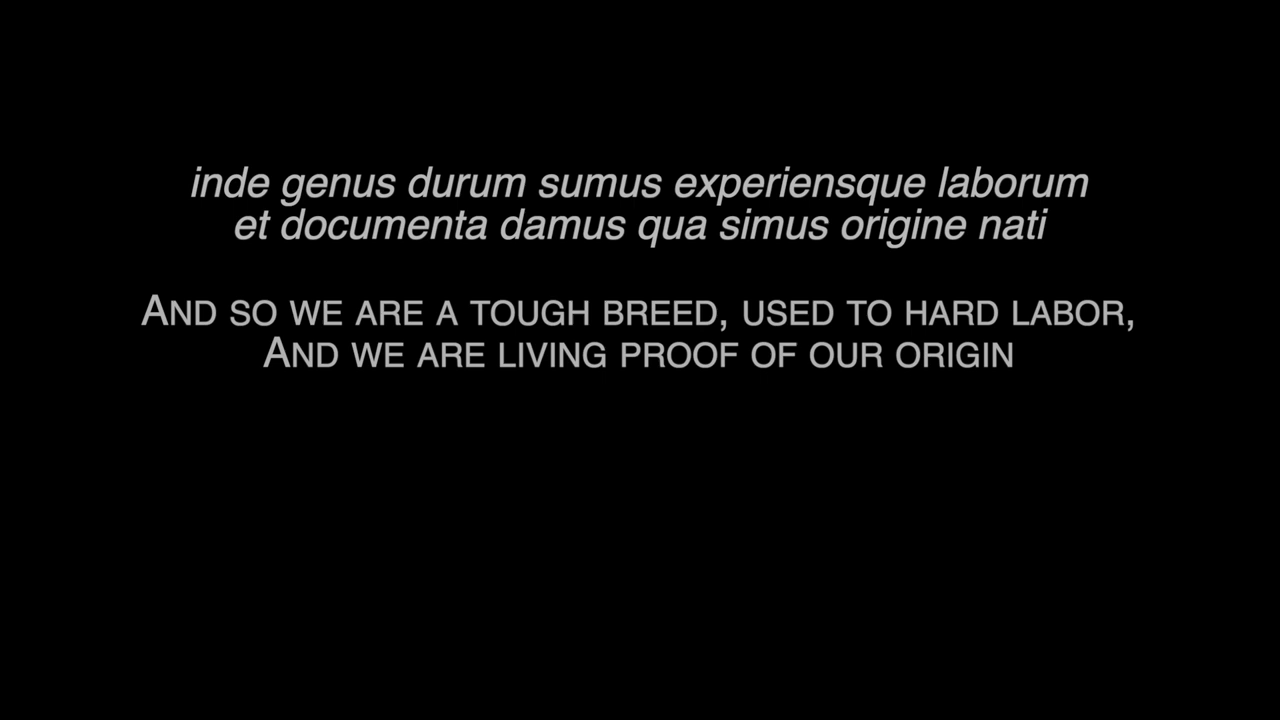 inde genus durum sumus experiensque laborum
et documenta damus qua simus origine nati
AND SO WE ARE A TOUGH BREED, USED TO HARD LABOR,
AND WE ARE LIVING PROOF OF OUR ORIGIN